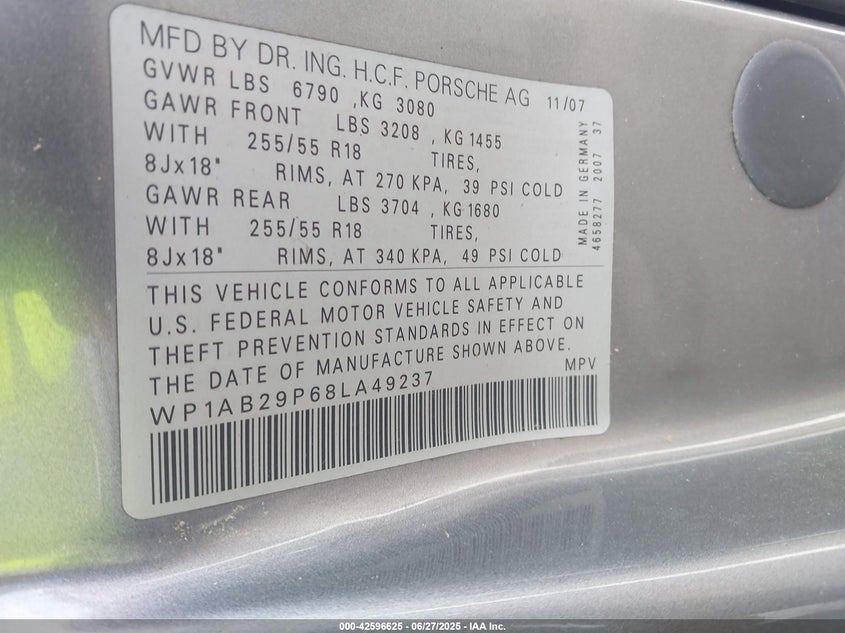 MFD BY DR. ING. H.C.F. PORSCHE AG 11/07
GVWR LBS 6790 ,KG 3080
GAWR FRONT LBS 3208 , KG 1455
WITH 255/55 R18 TIRES,
8Jx18" RIMS, AT 270 KPA, 39 PSI COLD
GAWR REAR LBS 3704 , KG 1680
WITH 255/55 R18 TIRES,
8Jx18" RIMS, AT 340 KPA, 49 PSI COLD
MADE IN GERMANY
4658277 2007 37
THIS VEHICLE CONFORMS TO ALL APPLICABLE
U.S. FEDERAL MOTOR VEHICLE SAFETY AND
THEFT PREVENTION STANDARDS IN EFFECT ON
THE DATE OF MANUFACTURE SHOWN ABOVE.
WP1AB29P68LA49237 MPV
000-42596625 - 06/27/2025 - IAA Inc.